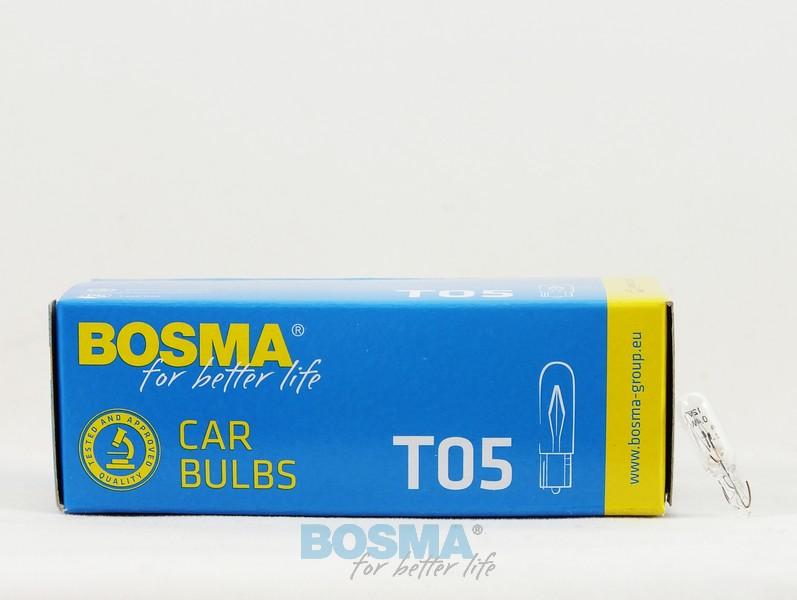 T05
BOSMA®
for better life
TESTED AND APPROVED
QUALITY
CAR
BULBS
T05
www.bosma-group.eu
BOSMA®
for better life